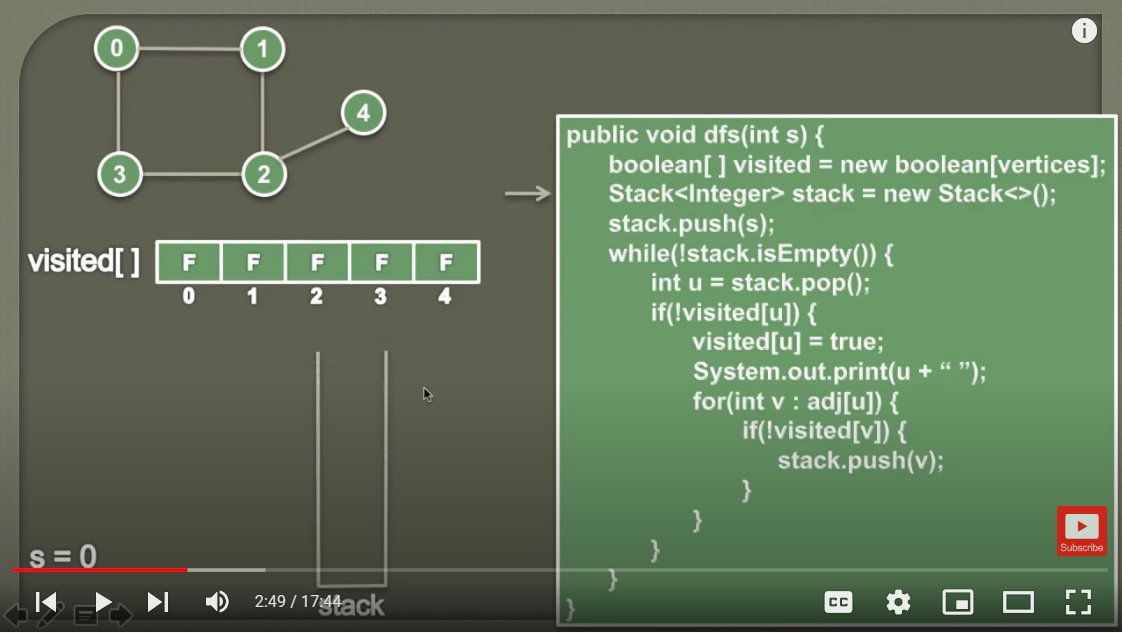 0 1
4
3 2
visited[ ] F F F F F
0 1 2 3 4
s = 0
stack
public void dfs(int s) {
boolean[ ] visited = new boolean[vertices];
Stack<Integer> stack = new Stack<>();
stack.push(s);
while(!stack.isEmpty()) {
int u = stack.pop();
if(!visited[u]) {
visited[u] = true;
System.out.print(u + “ ”);
for(int v : adj[u]) {
if(!visited[v]) {
stack.push(v);
}
}
}
}
}
i
Subscribe
2:49 / 17:44
CC